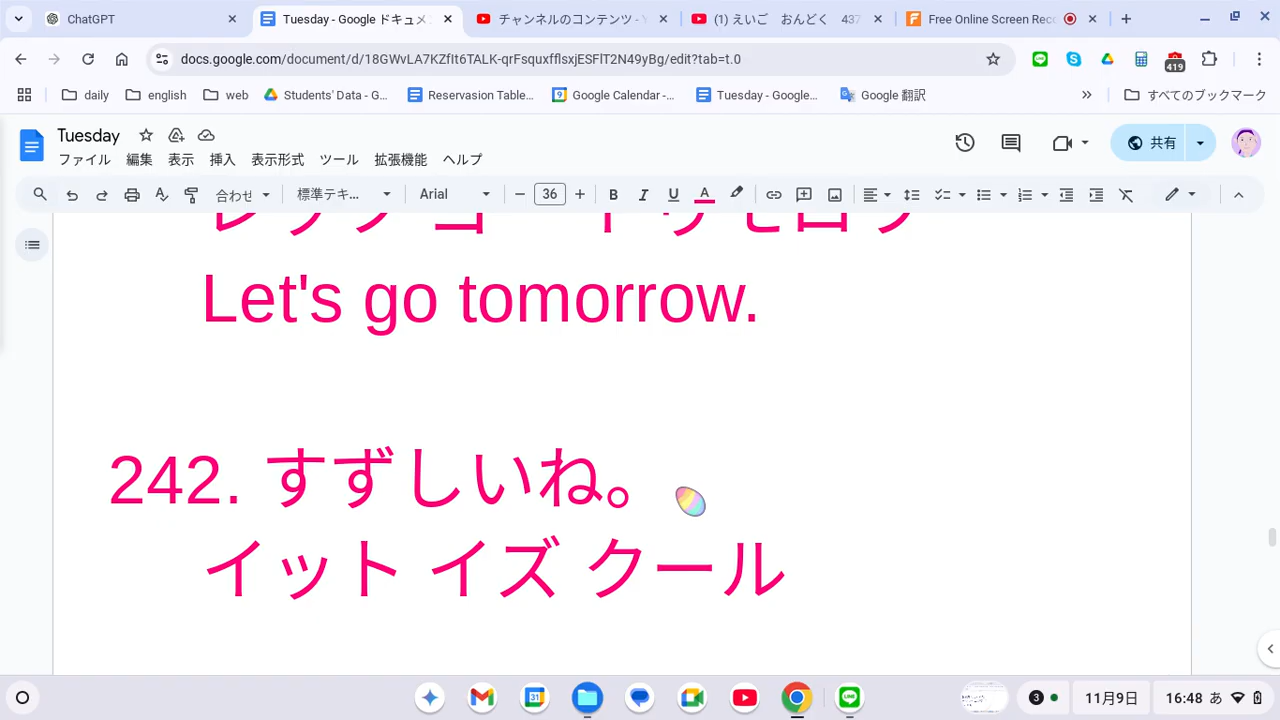 ChatGPT
Tuesday - Google ドキュメ
チャンネルのコンテンツ -
(1) えいご　おんどく　437
Free Online Screen Reco
docs.google.com/document/d/
/edit?tab=t.0
419
daily
english
web
Students' Data - G...
Reservasion Table...
Google Calendar -...
Tuesday - Google...
Google 翻訳
すべてのブックマーク
Tuesday
共有
ファイル 編集 表示 挿入 表示形式 ツール 拡張機能 ヘルプ
合わせ
標準テキ...
Arial
36
B I U A
Let's go tomorrow.
242. すずしいね。
イット イズ クール
31
3
11月9日
16:48 あ